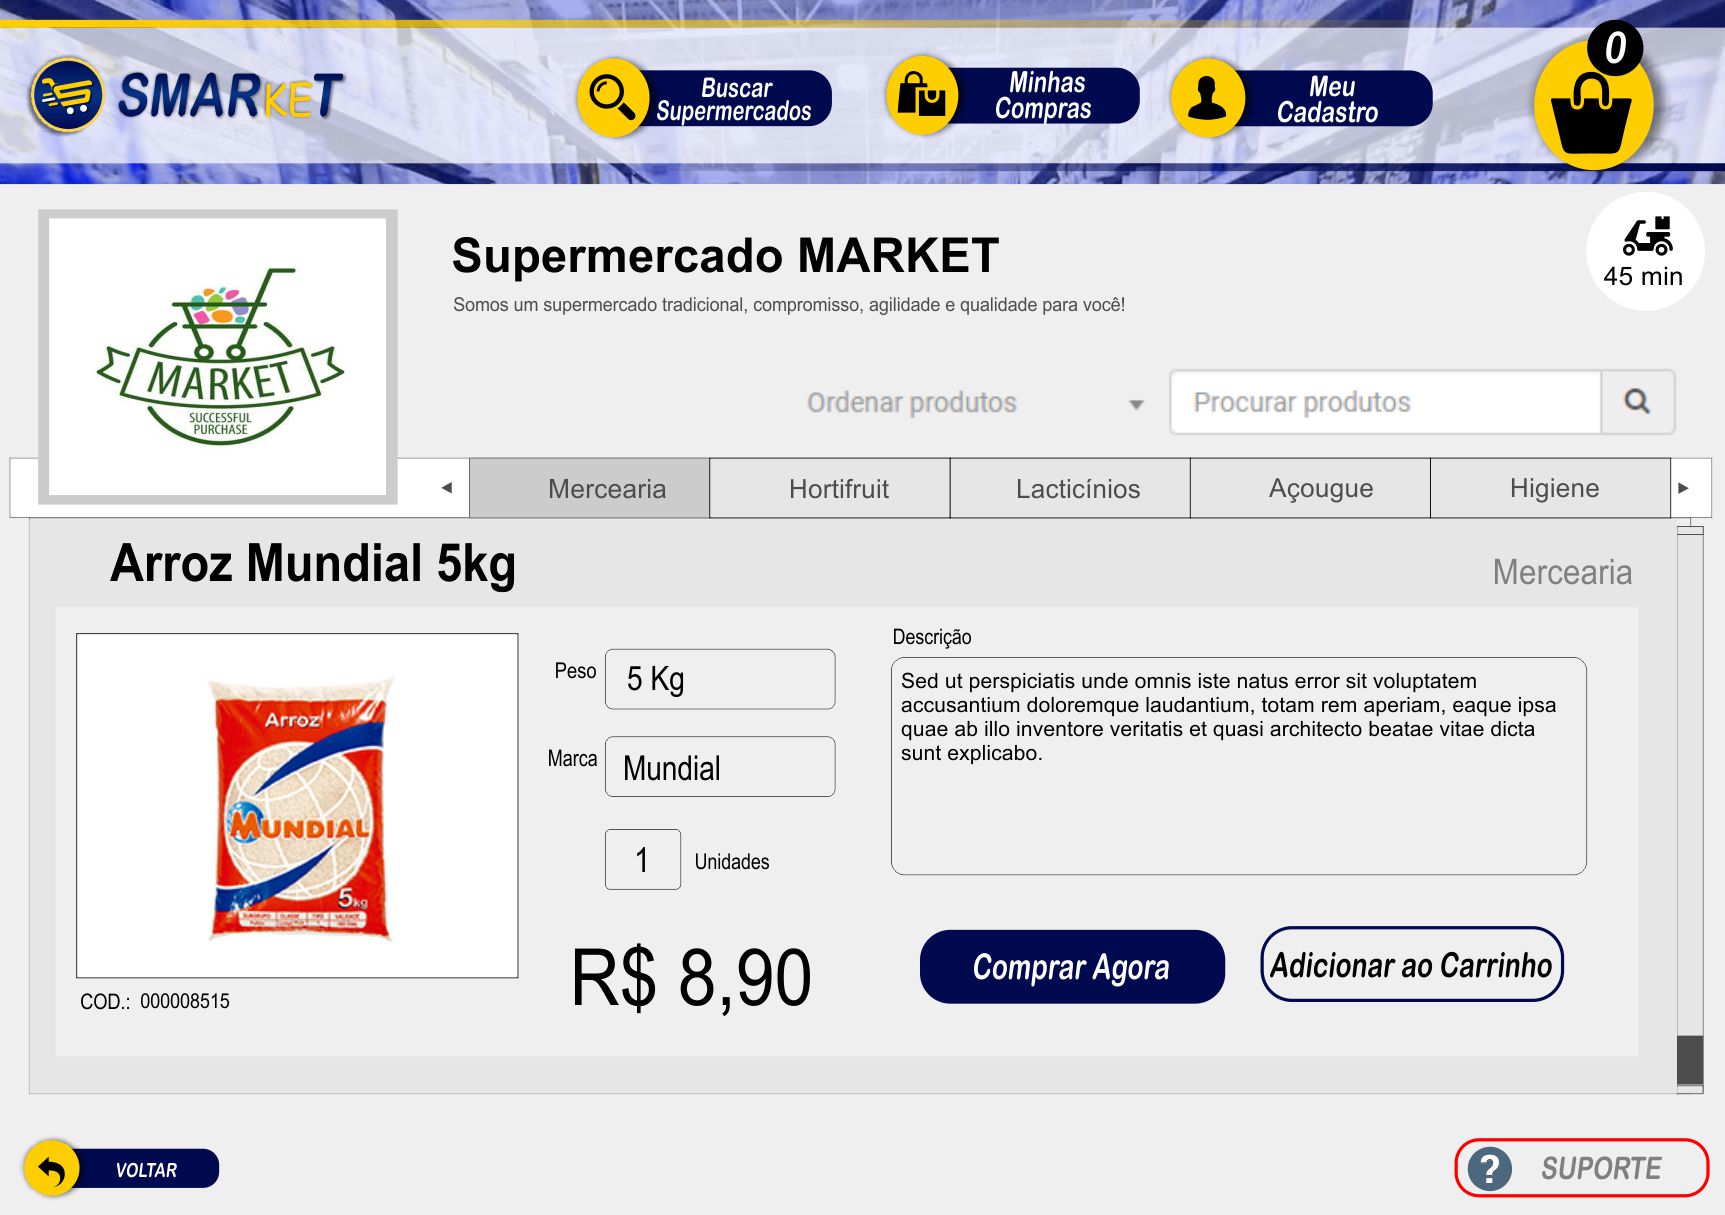 SMARKET
Buscar
Supermercados
Minhas
Compras
Meu
Cadastro
0
Supermercado MARKET
Somos um supermercado tradicional, compromisso, agilidade e qualidade para você!
45 min
MARKET
SUCCESSFUL
PURCHASE
Ordenar produtos
Procurar produtos
Mercearia
Hortifruit
Lacticínios
Açougue
Higiene
Arroz Mundial 5kg
Mercearia
Arroz
MUNDIAL
5kg
COD.: 000008515
Peso
5 Kg
Marca
Mundial
1
Unidades
R$ 8,90
Descrição
Sed ut perspiciatis unde omnis iste natus error sit voluptatem
accusantium doloremque laudantium, totam rem aperiam, eaque ipsa
quae ab illo inventore veritatis et quasi architecto beatae vitae dicta
sunt explicabo.
Comprar Agora
Adicionar ao Carrinho
VOLTAR
?
SUPORTE